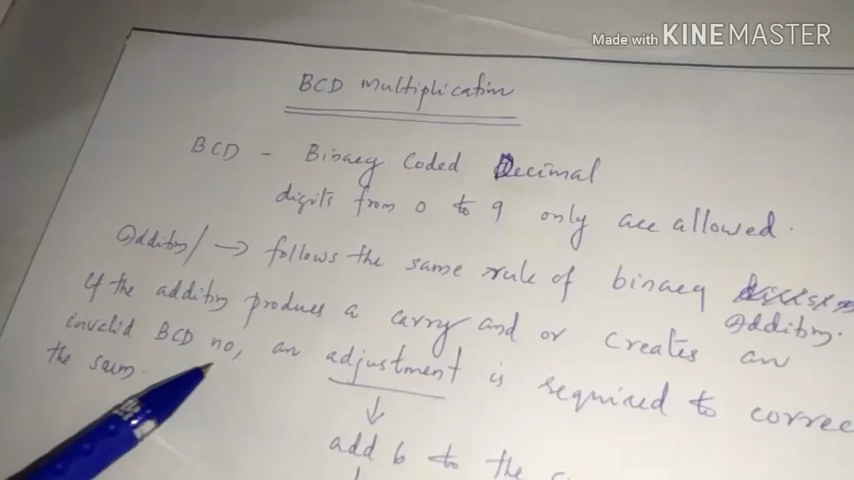 Made with KINEMASTER
BCD Multiplication
BCD - Binary Coded Decimal
digits from 0 to 9 only are allowed.
Addition/ → follows the same rule of binary
Addition.
If the addition produces a carry and or creates an
invalid BCD no, an adjustment is required to correc
the sum.
↓
add 6 to the